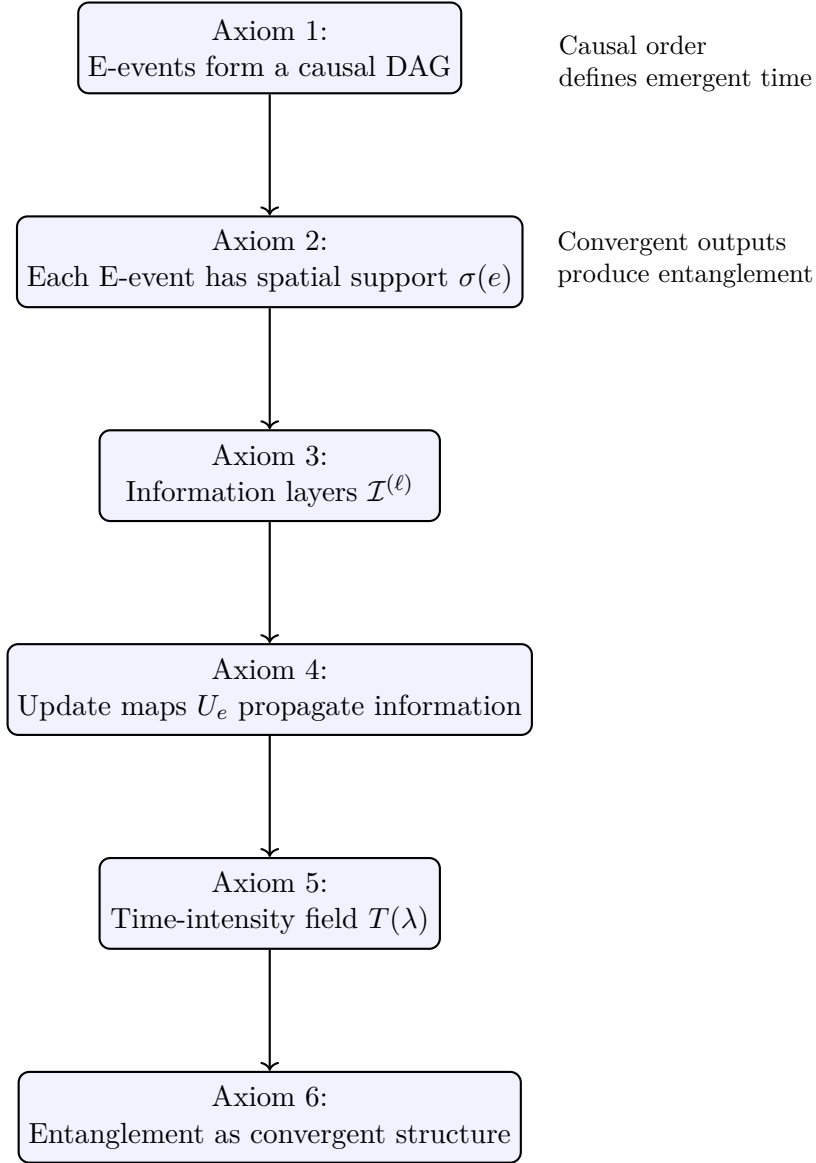 Axiom 1:
E-events form a causal DAG
Causal order
defines emergent time
Axiom 2:
Each E-event has spatial support σ(e)
Convergent outputs
produce entanglement
Axiom 3:
Information layers ℐ^(ℓ)
Axiom 4:
Update maps U_e propagate information
Axiom 5:
Time-intensity field T(λ)
Axiom 6:
Entanglement as convergent structure